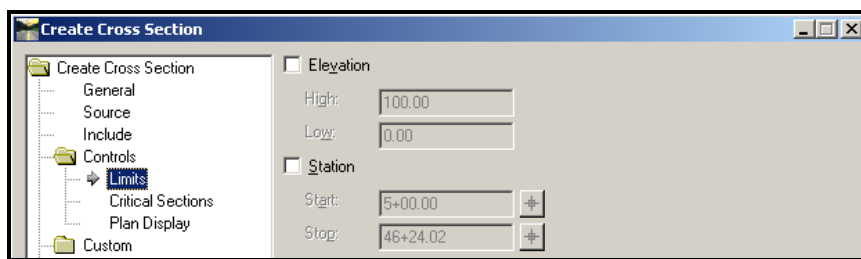 Create Cross Section
Create Cross Section
General
Source
Include
Controls
Limits
Critical Sections
Plan Display
Custom
Elevation
High: 100.00
Low: 0.00
Station
Start: 5+00.00
Stop: 46+24.02